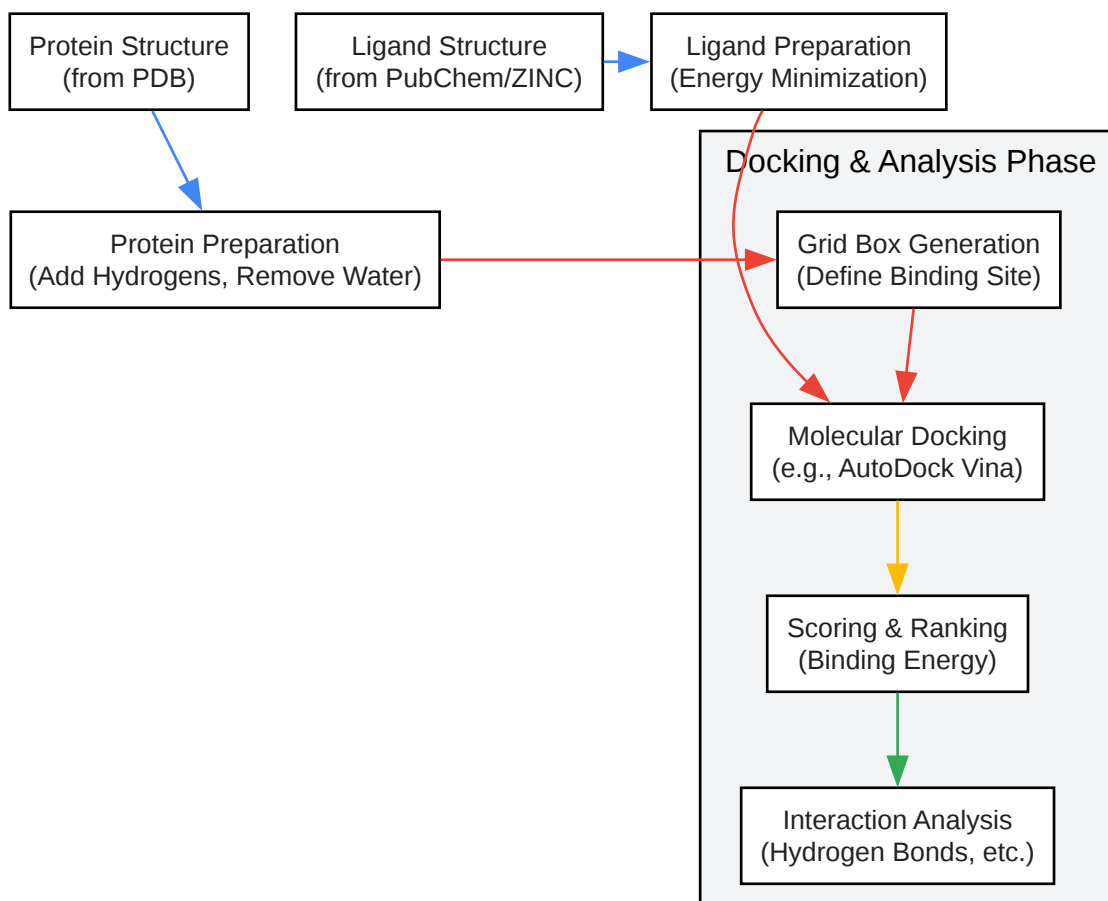 Protein Structure
(from PDB)
Ligand Structure
(from PubChem/ZINC)
Ligand Preparation
(Energy Minimization)
Docking & Analysis Phase
Protein Preparation
(Add Hydrogens, Remove Water)
Grid Box Generation
(Define Binding Site)
Molecular Docking
(e.g., AutoDock Vina)
Scoring & Ranking
(Binding Energy)
Interaction Analysis
(Hydrogen Bonds, etc.)